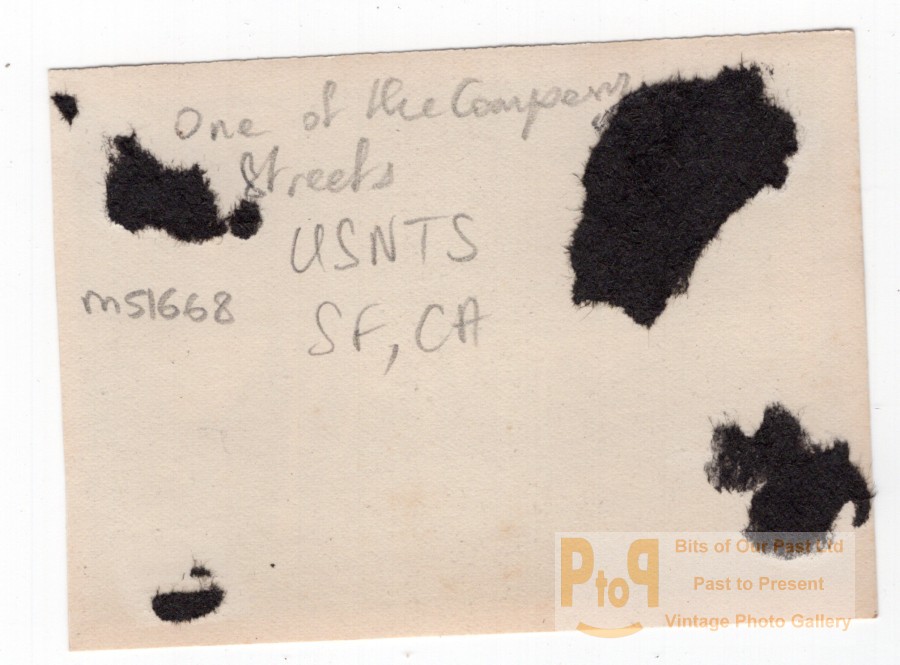 One of the Company
Streets
USNTS
m51668
SF, CA
PtoP
Bits of Our Past Ltd
Past to Present
Vintage Photo Gallery